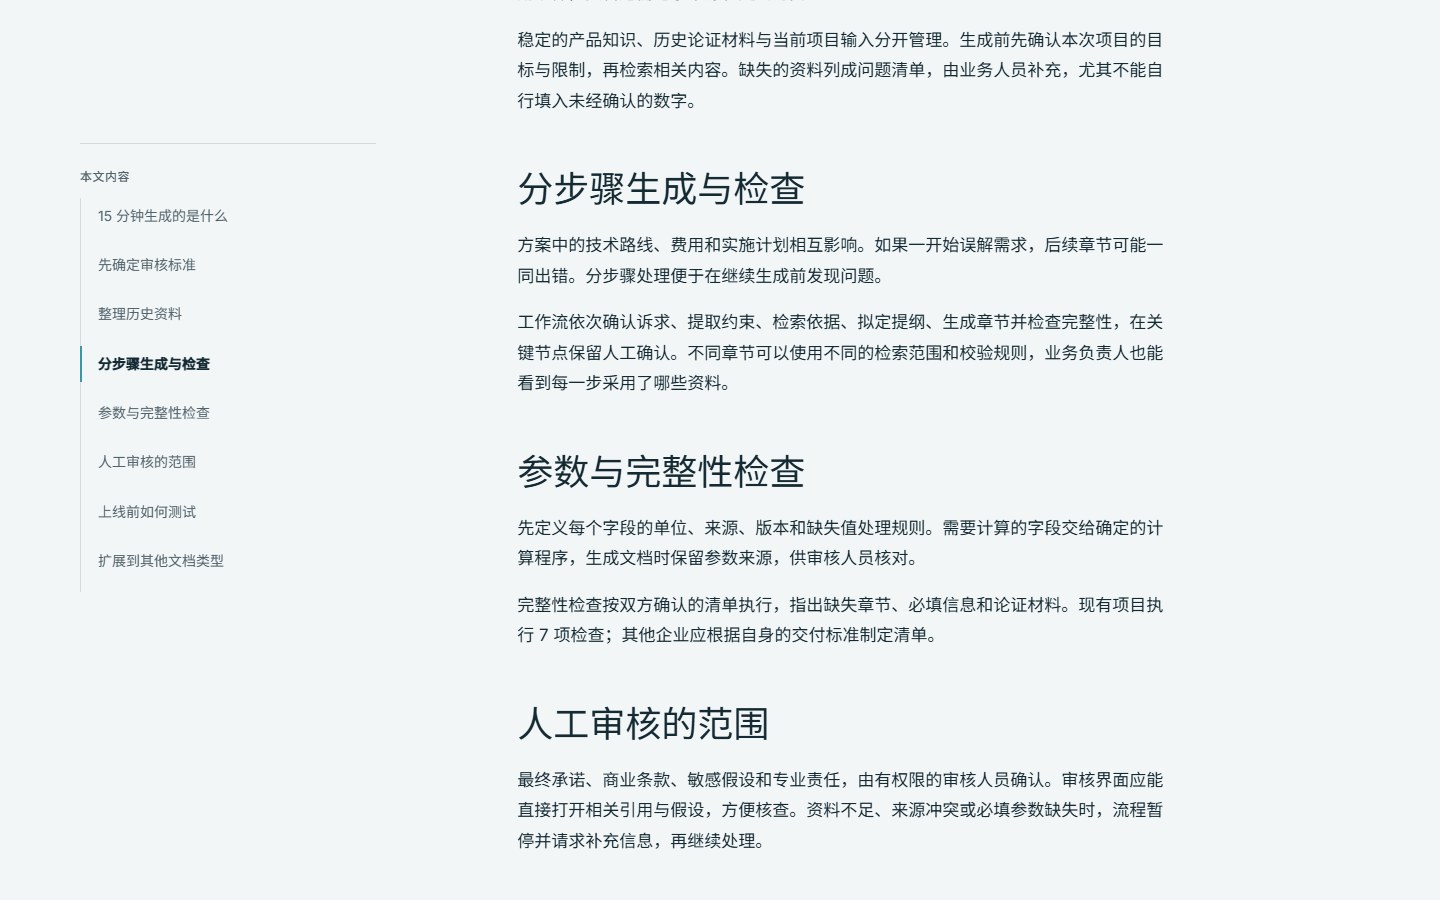 本文内容
15 分钟生成的是什么
先确定审核标准
整理历史资料
分步骤生成与检查
参数与完整性检查
人工审核的范围
上线前如何测试
扩展到其他文档类型
稳定的产品知识、历史论证材料与当前项目输入分开管理。生成前先确认本次项目的目
标与限制，再检索相关内容。缺失的资料列成问题清单，由业务人员补充，尤其不能自
行填入未经确认的数字。
分步骤生成与检查
方案中的技术路线、费用和实施计划相互影响。如果一开始误解需求，后续章节可能一
同出错。分步骤处理便于在继续生成前发现问题。
工作流依次确认诉求、提取约束、检索依据、拟定提纲、生成章节并检查完整性，在关
键节点保留人工确认。不同章节可以使用不同的检索范围和校验规则，业务负责人也能
看到每一步采用了哪些资料。
参数与完整性检查
先定义每个字段的单位、来源、版本和缺失值处理规则。需要计算的字段交给确定的计
算程序，生成文档时保留参数来源，供审核人员核对。
完整性检查按双方确认的清单执行，指出缺失章节、必填信息和论证材料。现有项目执
行 7 项检查；其他企业应根据自身的交付标准制定清单。
人工审核的范围
最终承诺、商业条款、敏感假设和专业责任，由有权限的审核人员确认。审核界面应能
直接打开相关引用与假设，方便核查。资料不足、来源冲突或必填参数缺失时，流程暂
停并请求补充信息，再继续处理。